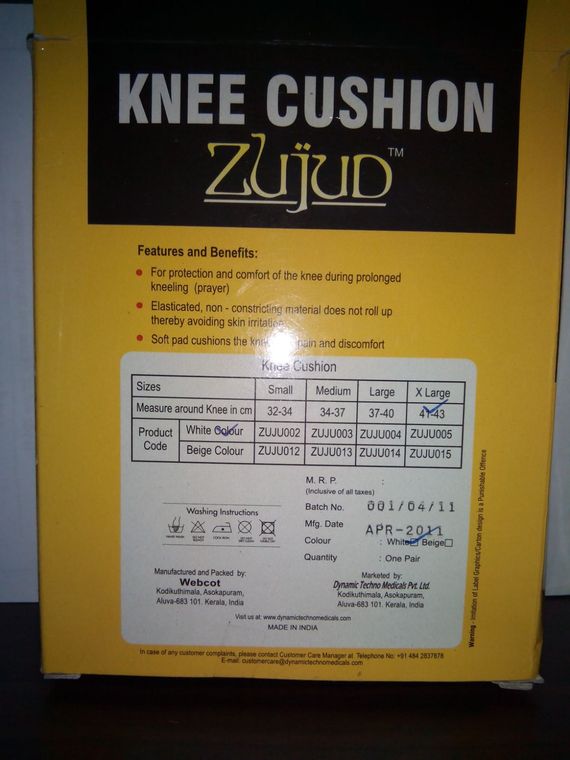 KNEE CUSHION
Zujud™
Features and Benefits:
• For protection and comfort of the knee during prolonged
kneeling (prayer)
• Elasticated, non - constricting material does not roll up
thereby avoiding skin irritation
• Soft pad cushions the pain and discomfort
Knee Cushion
Sizes Small Medium Large X Large
Measure around Knee in cm 32-34 34-37 37-40 41-43
Product Code White Colour ZUJU002 ZUJU003 ZUJU004 ZUJU005
Beige Colour ZUJU012 ZUJU013 ZUJU014 ZUJU015
M. R. P. :
(Inclusive of all taxes)
Batch No. 001/04/11
Mfg. Date APR-2011
Colour : White Beige
Quantity : One Pair
Washing Instructions
HAND WASH DO NOT BLEACH COOL IRON
Manufactured and Packed by:
Webcot
Kodikuthimala, Asokapuram,
Aluva-683 101. Kerala, India
Marketed by:
Dynamic Techno Medicals Pvt. Ltd.
Kodikuthimala, Asokapuram,
Aluva-683 101. Kerala, India
Visit us at: www.dynamictechnomedicals.com
MADE IN INDIA
Warning - Imitation of Label Graphics/Carton design is a Punishable Offence
In case of any customer complaints, please contact Customer Care Manager at Telephone No: +91 484 2837878
E-mail: customercare@dynamictechnomedicals.com